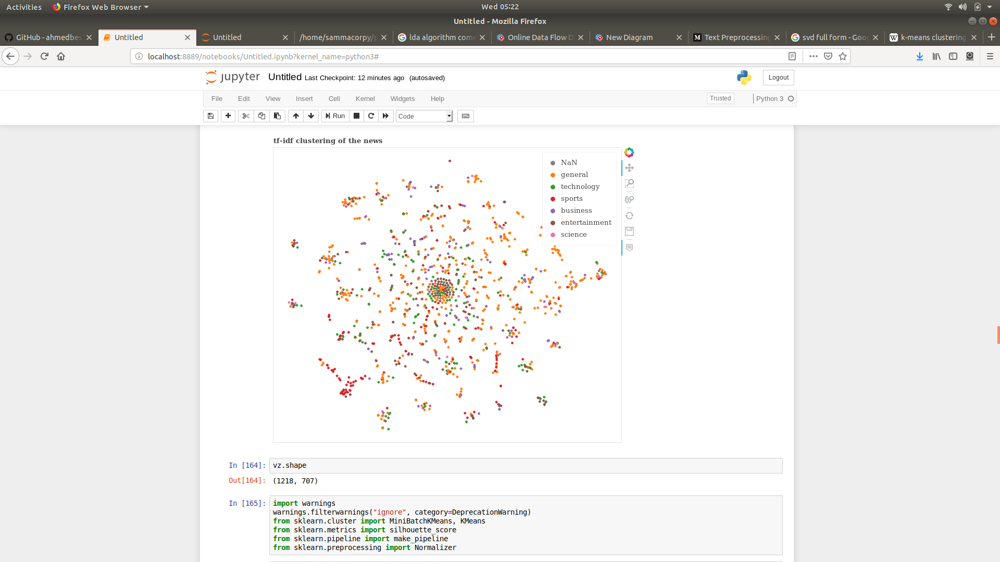 Activities Firefox Web Browser Wed 05:22
Untitled - Mozilla Firefox
GitHub - ahmedbes Untitled Untitled /home/sammacorpy/p lda algorithm come Online Data Flow D New Diagram Text Preprocessing svd full form - Goo k-means clustering
localhost:8889/notebooks/Untitled.ipynb?kernel_name=python3#
jupyter Untitled Last Checkpoint: 12 minutes ago (autosaved) Logout
File Edit View Insert Cell Kernel Widgets Help Trusted Python 3
Run Code
tf-idf clustering of the news
NaN
general
technology
sports
business
entertainment
science
In [164]: vz.shape
Out[164]: (1218, 707)
In [165]: import warnings
warnings.filterwarnings("ignore", category=DeprecationWarning)
from sklearn.cluster import MiniBatchKMeans, KMeans
from sklearn.metrics import silhouette_score
from sklearn.pipeline import make_pipeline
from sklearn.preprocessing import Normalizer